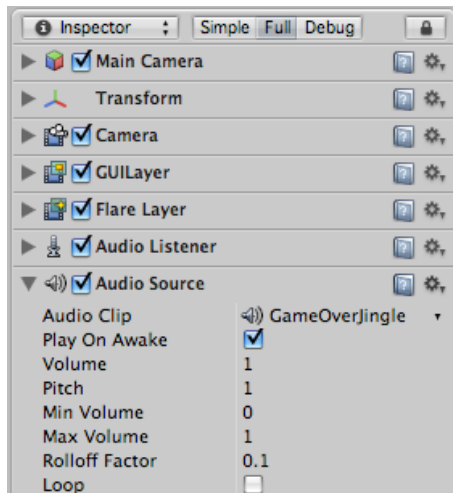 Inspector Simple Full Debug
Main Camera
Transform
Camera
GUILayer
Flare Layer
Audio Listener
Audio Source
Audio Clip GameOverJingle
Play On Awake
Volume 1
Pitch 1
Min Volume 0
Max Volume 1
Rolloff Factor 0.1
Loop